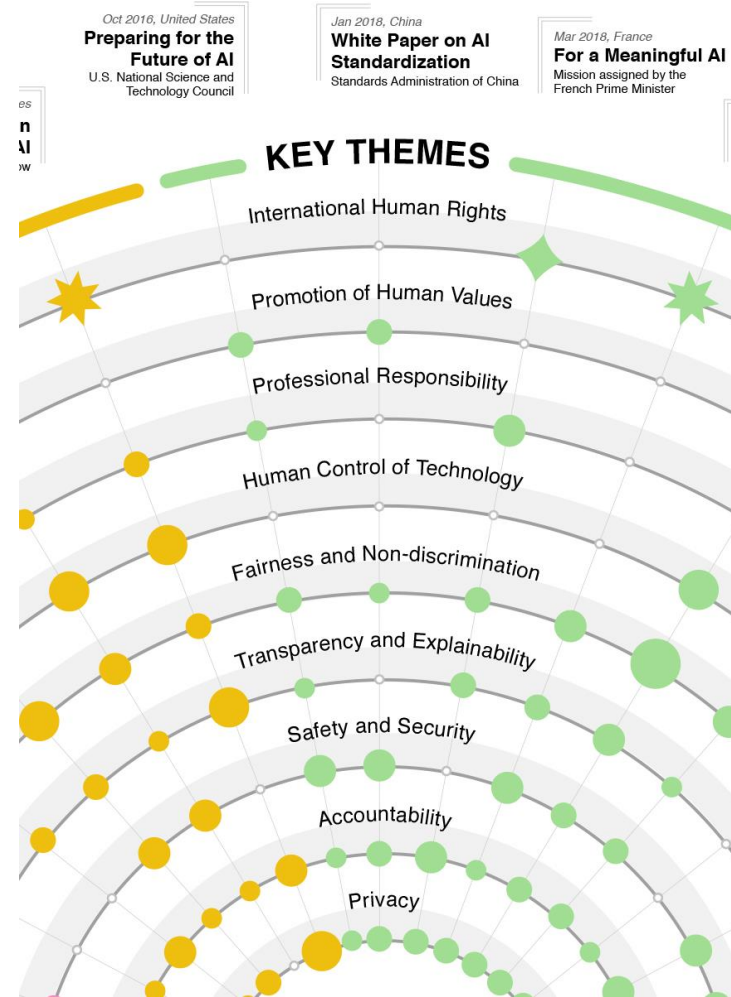 Oct 2016, United States
Preparing for the
Future of AI
U.S. National Science and
Technology Council
Jan 2018, China
White Paper on AI
Standardization
Standards Administration of China
Mar 2018, France
For a Meaningful AI
Mission assigned by the
French Prime Minister
es
n
AI
ow
KEY THEMES
International Human Rights
Promotion of Human Values
Professional Responsibility
Human Control of Technology
Fairness and Non-discrimination
Transparency and Explainability
Safety and Security
Accountability
Privacy